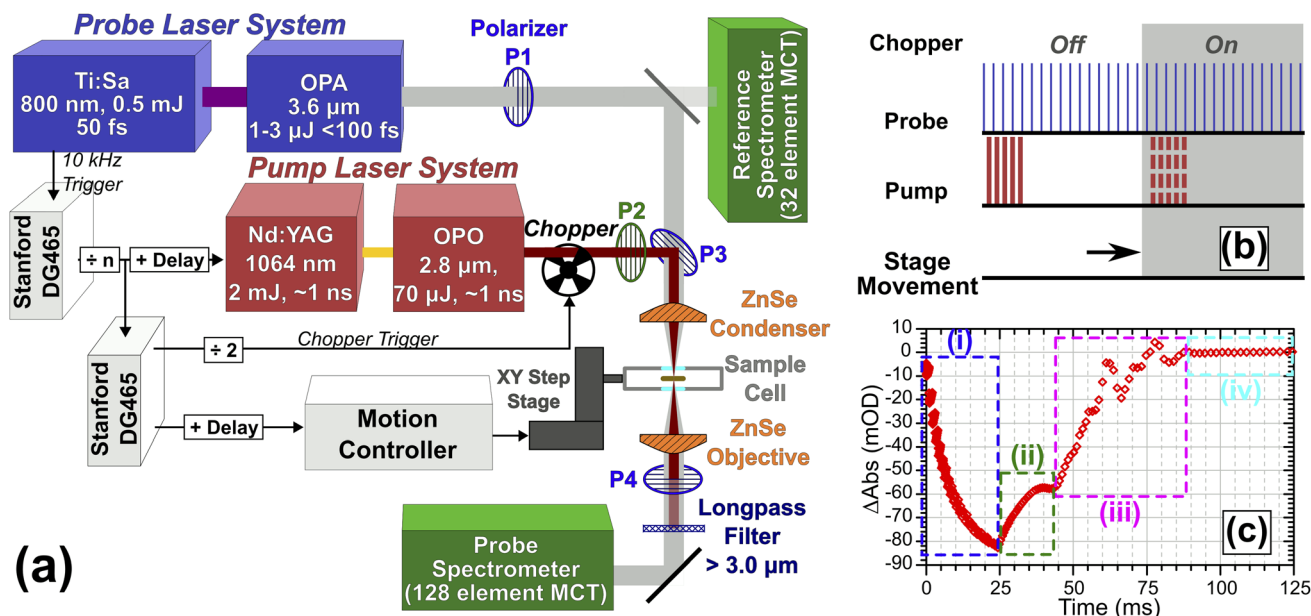 Probe Laser System
Ti:Sa
800 nm, 0.5 mJ
50 fs
OPA
3.6 µm
1-3 µJ <100 fs
Polarizer
P1
Reference
Spectrometer
(32 element MCT)
10 kHz
Trigger
Stanford
DG465
÷ n
+ Delay
Pump Laser System
Nd:YAG
1064 nm
2 mJ, ~1 ns
OPO
2.8 µm,
70 µJ, ~1 ns
Chopper
P2
P3
ZnSe
Condenser
Stanford
DG465
÷ 2
Chopper Trigger
+ Delay
Motion
Controller
XY Step
Stage
Sample
Cell
ZnSe
Objective
P4
Longpass
Filter
> 3.0 µm
Probe
Spectrometer
(128 element MCT)
(a)
Chopper
Off
On
Probe
Pump
Stage
Movement
(b)
ΔAbs (mOD)
10
0
-10
-20
-30
-40
-50
-60
-70
-80
-90
(i)
(ii)
(iii)
(iv)
(c)
0
25
50
75
100
125
Time (ms)